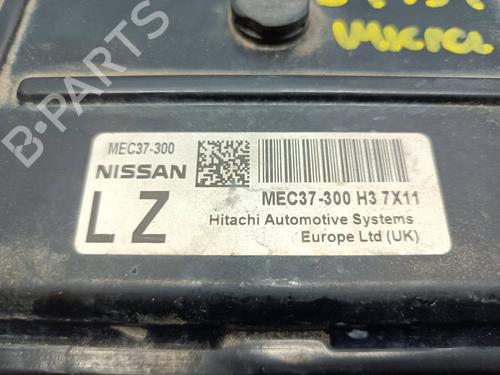 B-PARTS
MEC37-300
NISSAN
LZ
MEC37-300 H3 7X11
Hitachi Automotive Systems
Europe Ltd (UK)